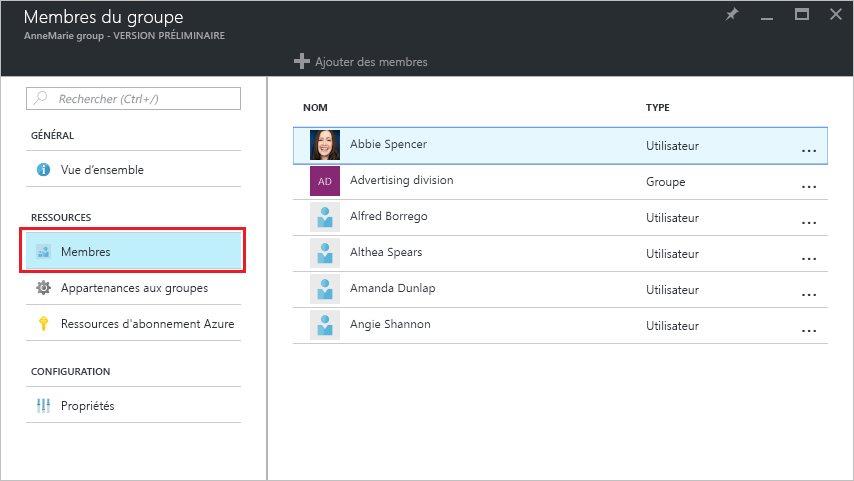 Membres du groupe
AnneMarie group - VERSION PRÉLIMINAIRE
Ajouter des membres
Rechercher (Ctrl+/)
GÉNÉRAL
Vue d’ensemble
RESSOURCES
Membres
Appartenances aux groupes
Ressources d'abonnement Azure
CONFIGURATION
Propriétés
NOM TYPE
Abbie Spencer Utilisateur ...
AD Advertising division Groupe ...
Alfred Borrego Utilisateur ...
Althea Spears Utilisateur ...
Amanda Dunlap Utilisateur ...
Angie Shannon Utilisateur ...